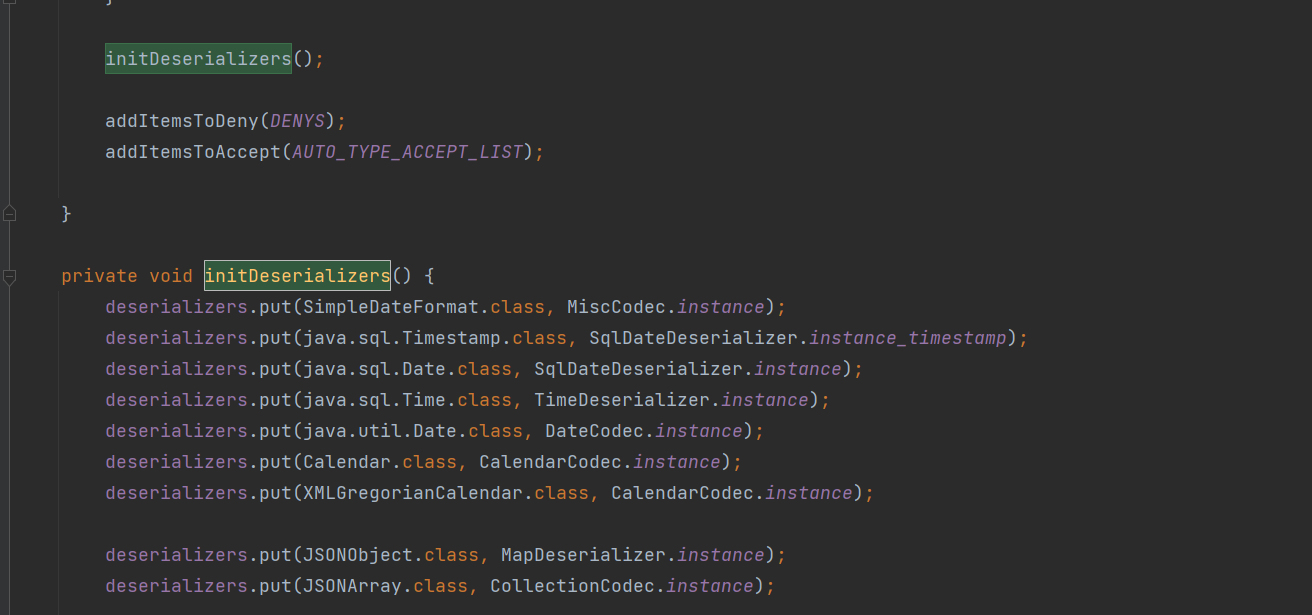 }
initDeserializers();
addItemsToDeny(DENYS);
addItemsToAccept(AUTO_TYPE_ACCEPT_LIST);
}
private void initDeserializers() {
deserializers.put(SimpleDateFormat.class, MiscCodec.instance);
deserializers.put(java.sql.Timestamp.class, SqlDateDeserializer.instance_timestamp);
deserializers.put(java.sql.Date.class, SqlDateDeserializer.instance);
deserializers.put(java.sql.Time.class, TimeDeserializer.instance);
deserializers.put(java.util.Date.class, DateCodec.instance);
deserializers.put(Calendar.class, CalendarCodec.instance);
deserializers.put(XMLGregorianCalendar.class, CalendarCodec.instance);
deserializers.put(JSONObject.class, MapDeserializer.instance);
deserializers.put(JSONArray.class, CollectionCodec.instance);